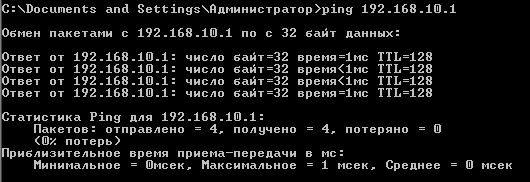 C:\Documents and Settings\Администратор>ping 192.168.10.1
Обмен пакетами с 192.168.10.1 по с 32 байт данных:
Ответ от 192.168.10.1: число байт=32 время=1мс TTL=128
Ответ от 192.168.10.1: число байт=32 время<1мс TTL=128
Ответ от 192.168.10.1: число байт=32 время<1мс TTL=128
Ответ от 192.168.10.1: число байт=32 время=1мс TTL=128
Статистика Ping для 192.168.10.1:
Пакетов: отправлено = 4, получено = 4, потеряно = 0
(0% потерь)
Приблизительное время приема-передачи в мс:
Минимальное = 0мсек, Максимальное = 1 мсек, Среднее = 0 мсек